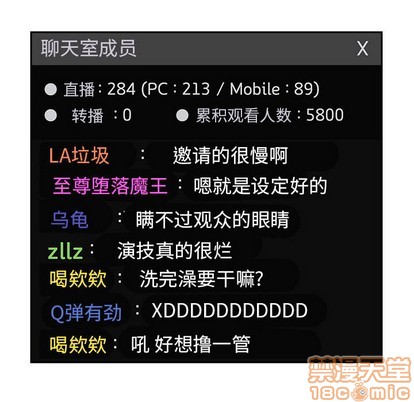 聊天室成员 X
直播：284 (PC：213 / Mobile：89)
转播 ：0 累积观看人数：5800
LA垃圾 ： 邀请的很慢啊
至尊堕落魔王： 嗯就是设定好的
乌龟 ： 瞒不过观众的眼睛
zllz： 演技真的很烂
喝欸欸： 洗完澡要干嘛?
Q弹有劲 ： XDDDDDDDDDDDD
喝欸欸： 吼 好想撸一管
禁漫天堂
18comic